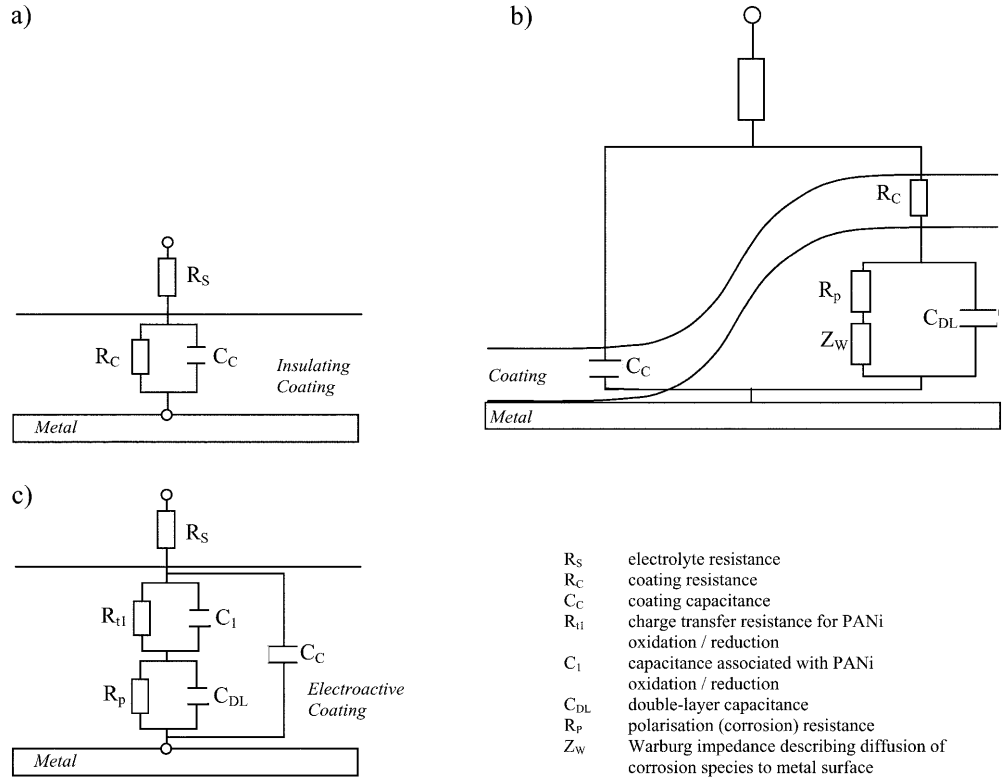 a)
R_S
R_C
C_C
Insulating
Coating
Metal
b)
R_C
R_p
Z_W
C_DL
C_C
Coating
Metal
c)
R_S
R_t1
C_1
R_p
C_DL
C_C
Electroactive
Coating
Metal
R_S electrolyte resistance
R_C coating resistance
C_C coating capacitance
R_t1 charge transfer resistance for PANi
oxidation / reduction
C_1 capacitance associated with PANi
oxidation / reduction
C_DL double-layer capacitance
R_P polarisation (corrosion) resistance
Z_W Warburg impedance describing diffusion of
corrosion species to metal surface